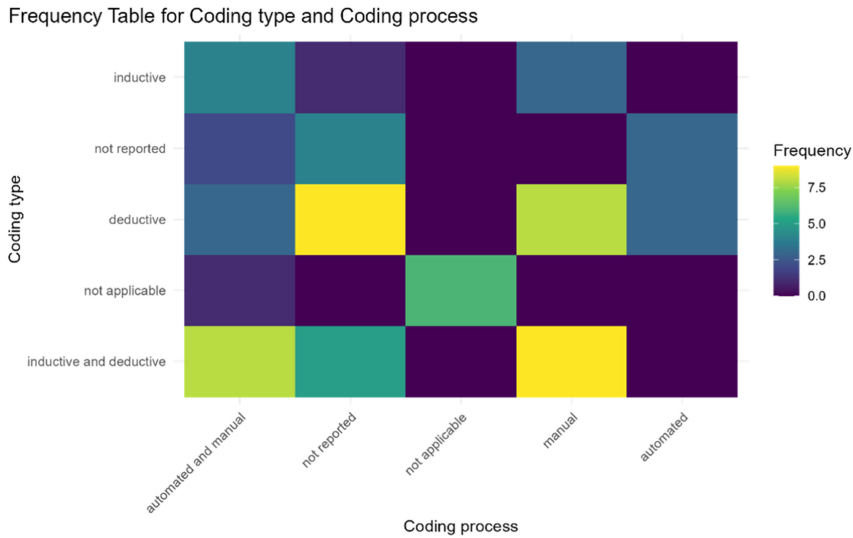 Frequency Table for Coding type and Coding process
inductive
not reported
deductive
not applicable
inductive and deductive
Coding type
automated and manual
not reported
not applicable
manual
automated
Coding process
Frequency
7.5
5.0
2.5
0.0